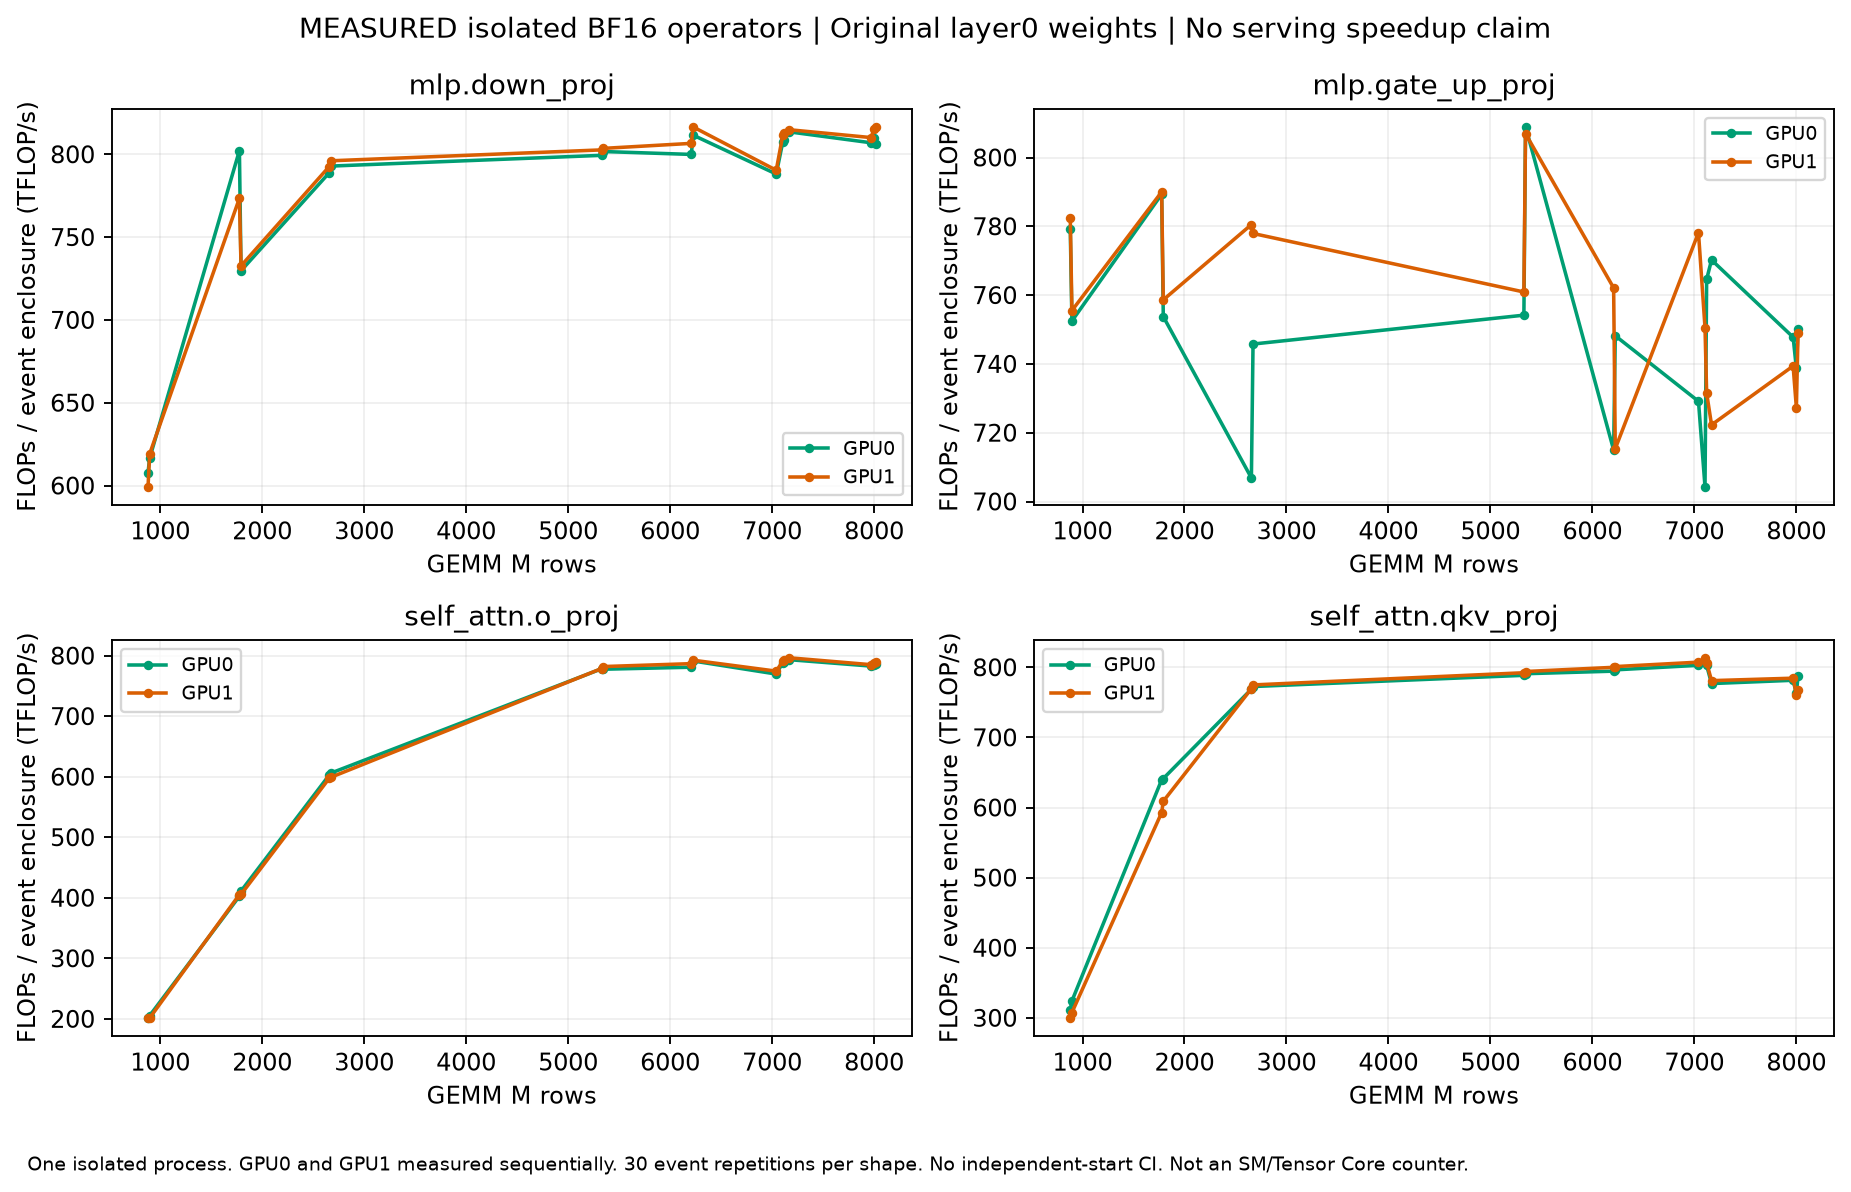 MEASURED isolated BF16 operators | Original layer0 weights | No serving speedup claim
mlp.down_proj
FLOPs / event enclosure (TFLOP/s)
800
750
700
650
600
GPU0
GPU1
1000 2000 3000 4000 5000 6000 7000 8000
GEMM M rows
mlp.gate_up_proj
FLOPs / event enclosure (TFLOP/s)
800
780
760
740
720
700
GPU0
GPU1
1000 2000 3000 4000 5000 6000 7000 8000
GEMM M rows
self_attn.o_proj
FLOPs / event enclosure (TFLOP/s)
800
700
600
500
400
300
200
GPU0
GPU1
1000 2000 3000 4000 5000 6000 7000 8000
GEMM M rows
self_attn.qkv_proj
FLOPs / event enclosure (TFLOP/s)
800
700
600
500
400
300
GPU0
GPU1
1000 2000 3000 4000 5000 6000 7000 8000
GEMM M rows
One isolated process. GPU0 and GPU1 measured sequentially. 30 event repetitions per shape. No independent-start CI. Not an SM/Tensor Core counter.